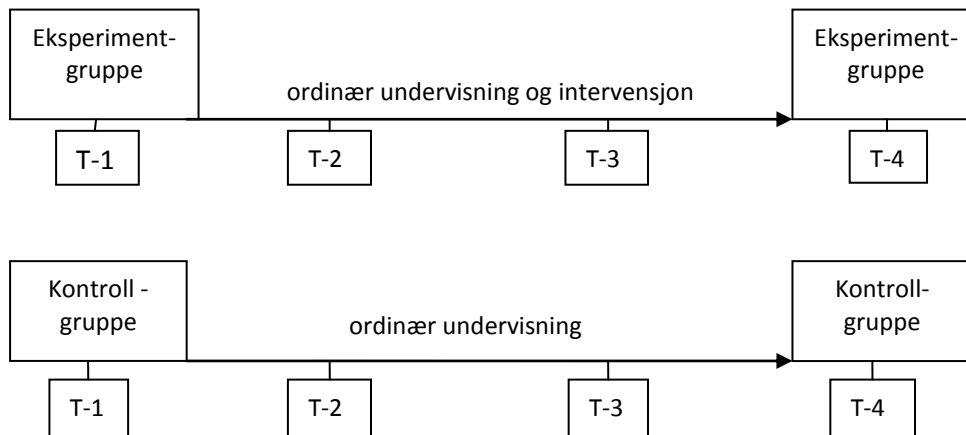 Eksperiment-
gruppe
ordinær undervisning og intervensjon
Eksperiment-
gruppe
T-1
T-2
T-3
T-4
Kontroll -
gruppe
ordinær undervisning
Kontroll-
gruppe
T-1
T-2
T-3
T-4